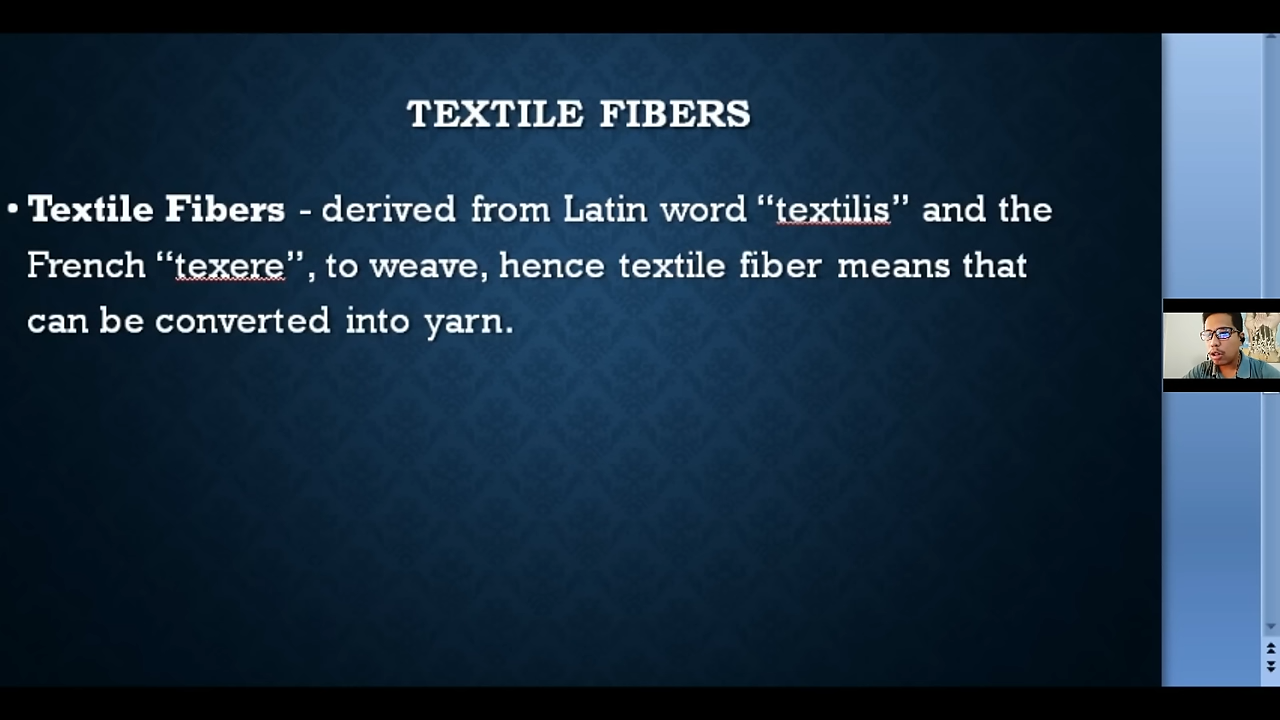 TEXTILE FIBERS
• Textile Fibers - derived from Latin word “textilis” and the
French “texere”, to weave, hence textile fiber means that
can be converted into yarn.